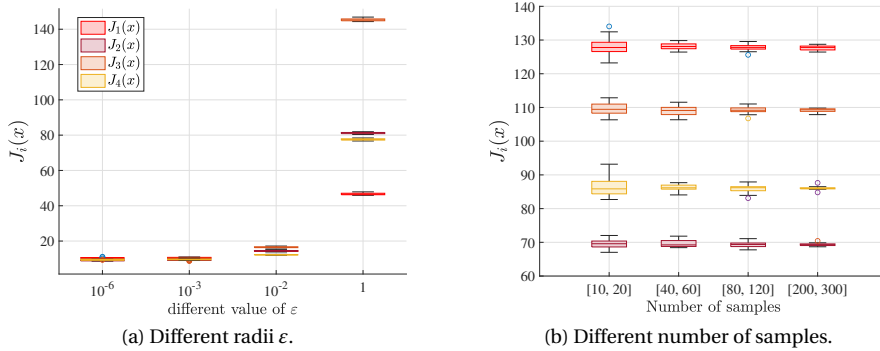 140
120
100
80
60
40
20
J_i(x)
J_1(x)
J_2(x)
J_3(x)
J_4(x)
10^-6
10^-3
10^-2
1
different value of ε
(a) Different radii ε.
140
130
120
110
100
90
80
70
60
J_i(x)
[10, 20]
[40, 60]
[80, 120]
[200, 300]
Number of samples
(b) Different number of samples.